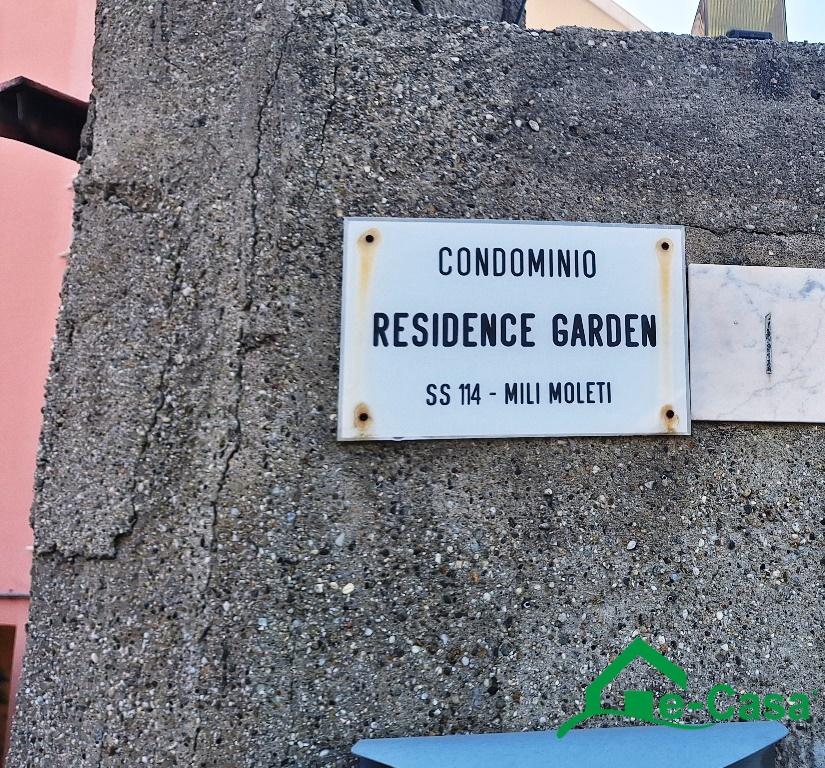 CONDOMINIO
RESIDENCE GARDEN
SS 114 - MILI MOLETI
e-Casa